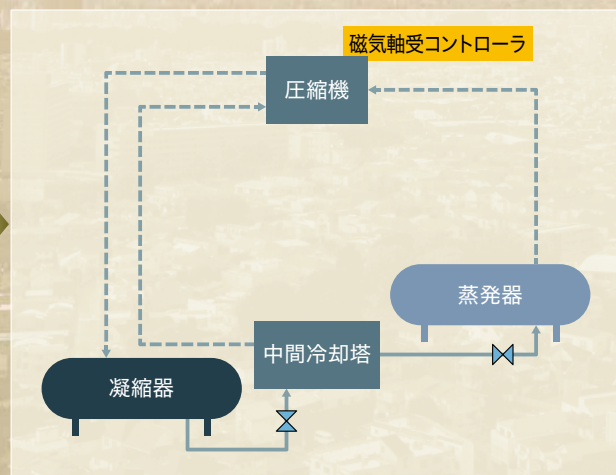 磁気軸受コントローラ
圧縮機
蒸発器
中間冷却塔
凝縮器